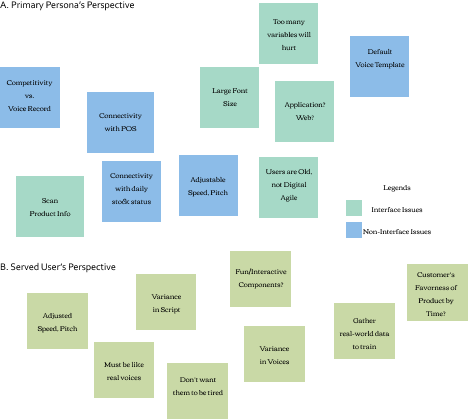 A. Primary Persona's Perspective
Too many
variables will
hurt
Default
Voice Template
Competitivity
vs.
Voice Record
Large Font
Size
Connectivity
with POS
Application?
Web?
Connectivity
with daily
stock status
Adjustable
Speed, Pitch
Users are Old,
not Digital
Agile
Scan
Product Info
Legends
Interface Issues
Non-Interface Issues
B. Served User's Perspective
Fun/Interactive
Components?
Customer's
Favorness of
Product by
Time?
Variance
in Script
Adjusted
Speed, Pitch
Gather
real-world data
to train
Variance
in Voices
Must be like
real voices
Don't want
them to be tired